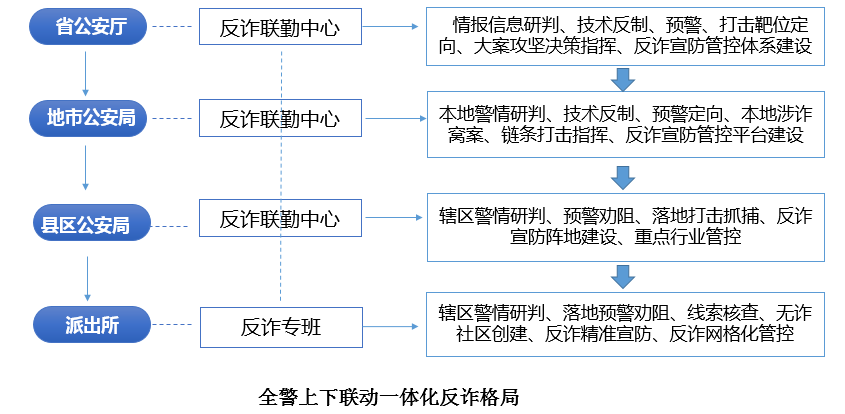 省公安厅
反诈联勤中心
情报信息研判、技术反制、预警、打击靶位定
向、大案攻坚决策指挥、反诈宣防管控体系建设
地市公安局
反诈联勤中心
本地警情研判、技术反制、预警定向、本地涉诈
窝案、链条打击指挥、反诈宣防管控平台建设
县区公安局
反诈联勤中心
辖区警情研判、预警劝阻、落地打击抓捕、反诈
宣防阵地建设、重点行业管控
派出所
反诈专班
辖区警情研判、落地预警劝阻、线索核查、无诈
社区创建、反诈精准宣防、反诈网格化管控
全警上下联动一体化反诈格局